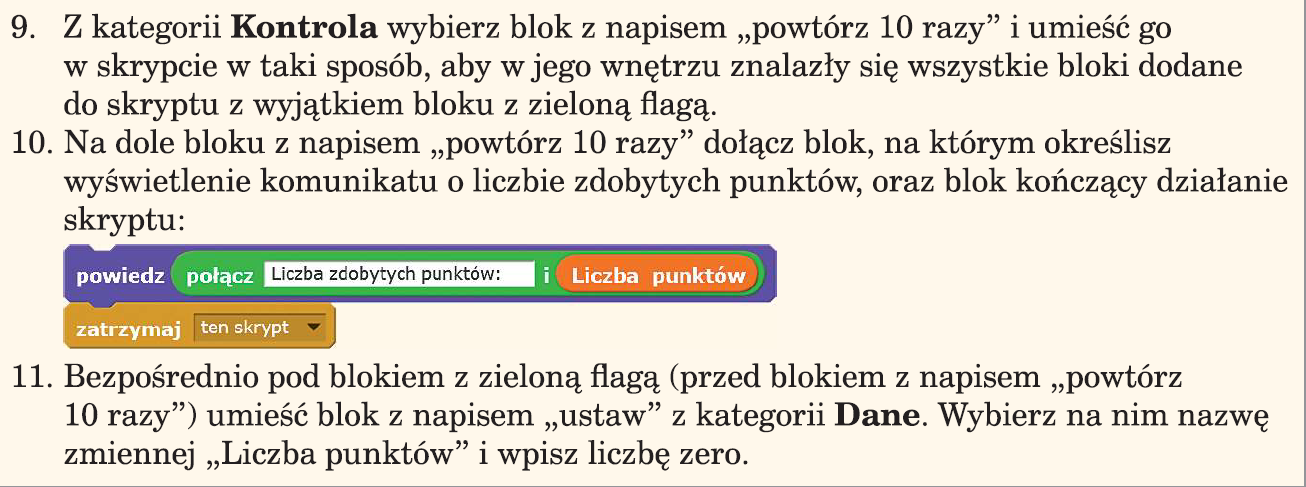 9. Z kategorii Kontrola wybierz blok z napisem „powtórz 10 razy” i umieść go
w skrypcie w taki sposób, aby w jego wnętrzu znalazły się wszystkie bloki dodane
do skryptu z wyjątkiem bloku z zieloną flagą.
10. Na dole bloku z napisem „powtórz 10 razy” dołącz blok, na którym określisz
wyświetlenie komunikatu o liczbie zdobytych punktów, oraz blok kończący działanie
skryptu:
powiedz połącz Liczba zdobytych punktów: i Liczba punktów
zatrzymaj ten skrypt
11. Bezpośrednio pod blokiem z zieloną flagą (przed blokiem z napisem „powtórz
10 razy”) umieść blok z napisem „ustaw” z kategorii Dane. Wybierz na nim nazwę
zmiennej „Liczba punktów” i wpisz liczbę zero.